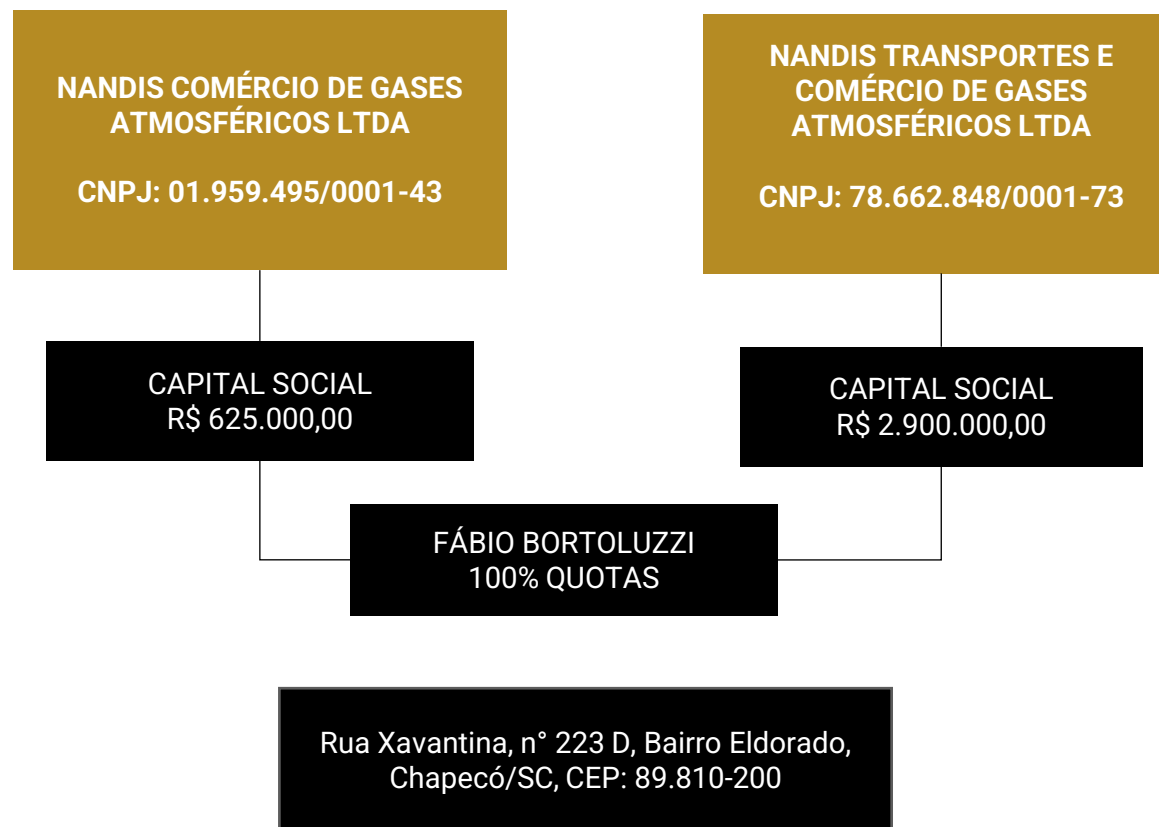 NANDIS COMÉRCIO DE GASES
ATMOSFÉRICOS LTDA
CNPJ: 01.959.495/0001-43
NANDIS TRANSPORTES E
COMÉRCIO DE GASES
ATMOSFÉRICOS LTDA
CNPJ: 78.662.848/0001-73
CAPITAL SOCIAL
R$ 625.000,00
CAPITAL SOCIAL
R$ 2.900.000,00
FÁBIO BORTOLUZZI
100% QUOTAS
Rua Xavantina, n° 223 D, Bairro Eldorado,
Chapecó/SC, CEP: 89.810-200